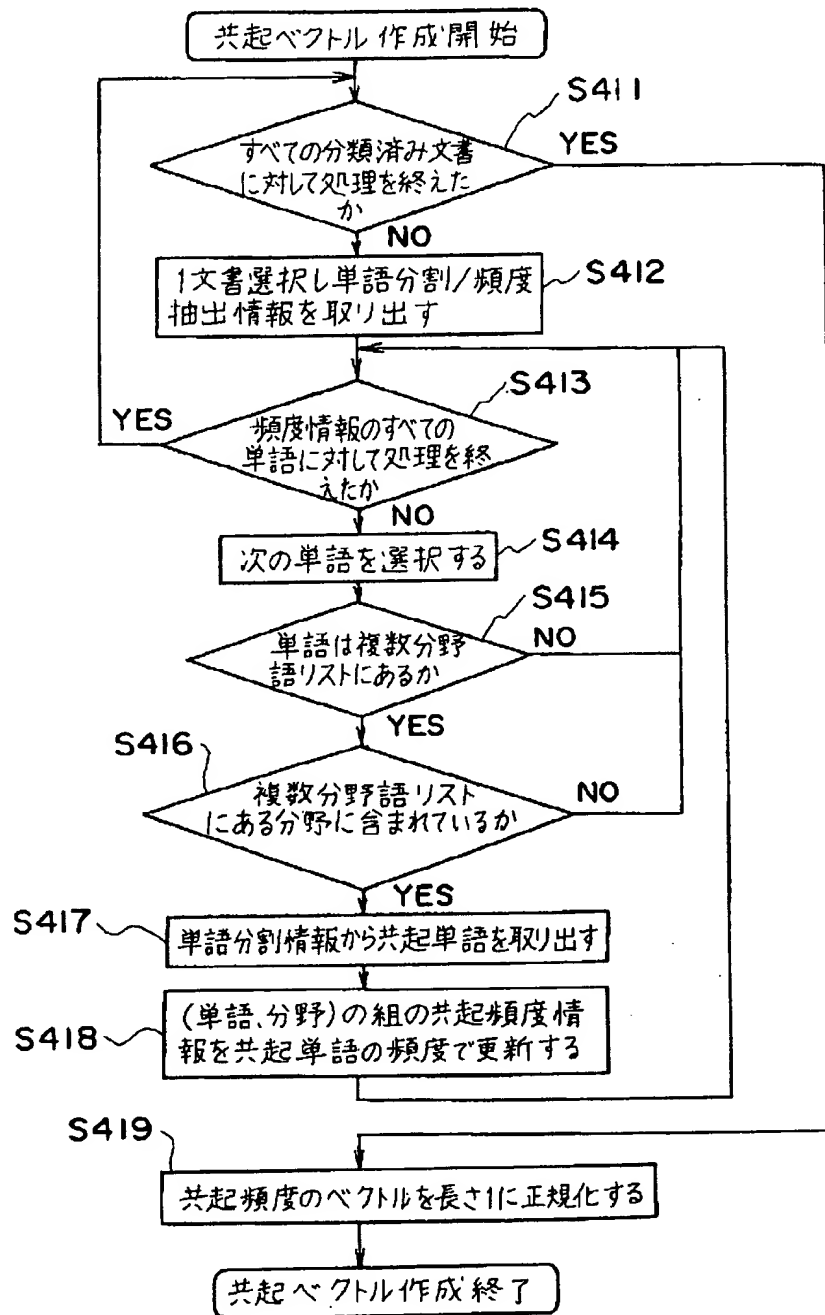 共起ベクトル作成開始
S411
すべての分類済み文書
に対して処理を終えた
か
YES
NO
1文書選択し単語分割/頻度
抽出情報を取り出す
S412
S413
YES
頻度情報のすべての
単語に対して処理を終
えたか
NO
次の単語を選択する
S414
S415
単語は複数分野
語リストにあるか
NO
YES
S416
複数分野語リスト
にある分野に含まれているか
NO
YES
S417
単語分割情報から共起単語を取り出す
S418
(単語、分野)の組の共起頻度情
報を共起単語の頻度で更新する
S419
共起頻度のベクトルを長さ1に正規化する
共起ベクトル作成終了